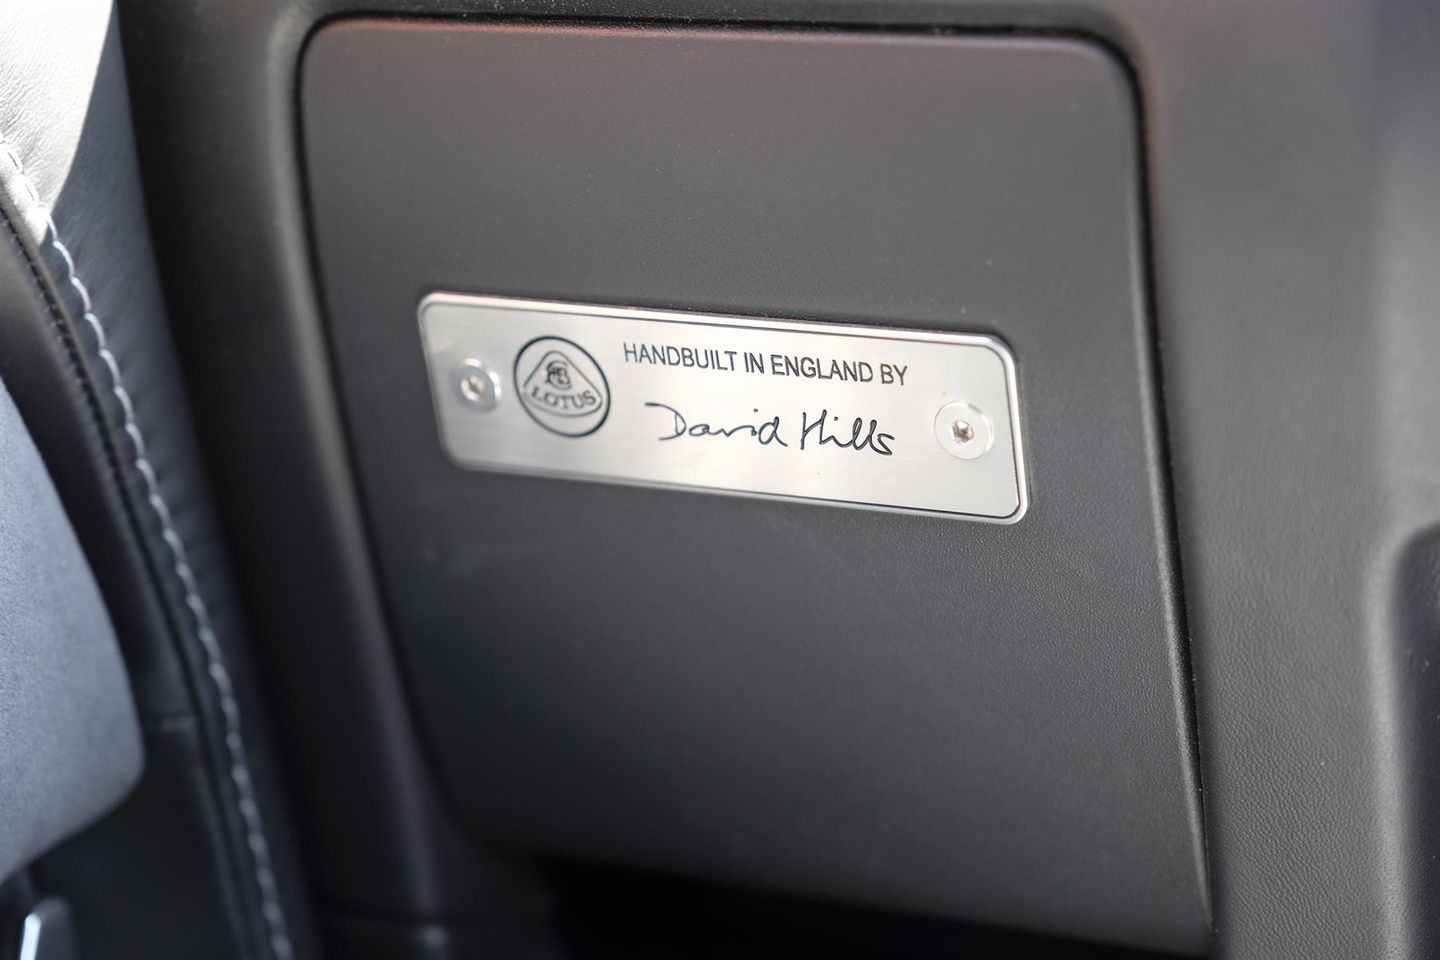 LOTUS
HANDBUILT IN ENGLAND BY
David Hills